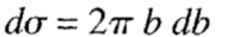 dσ = 2π b db